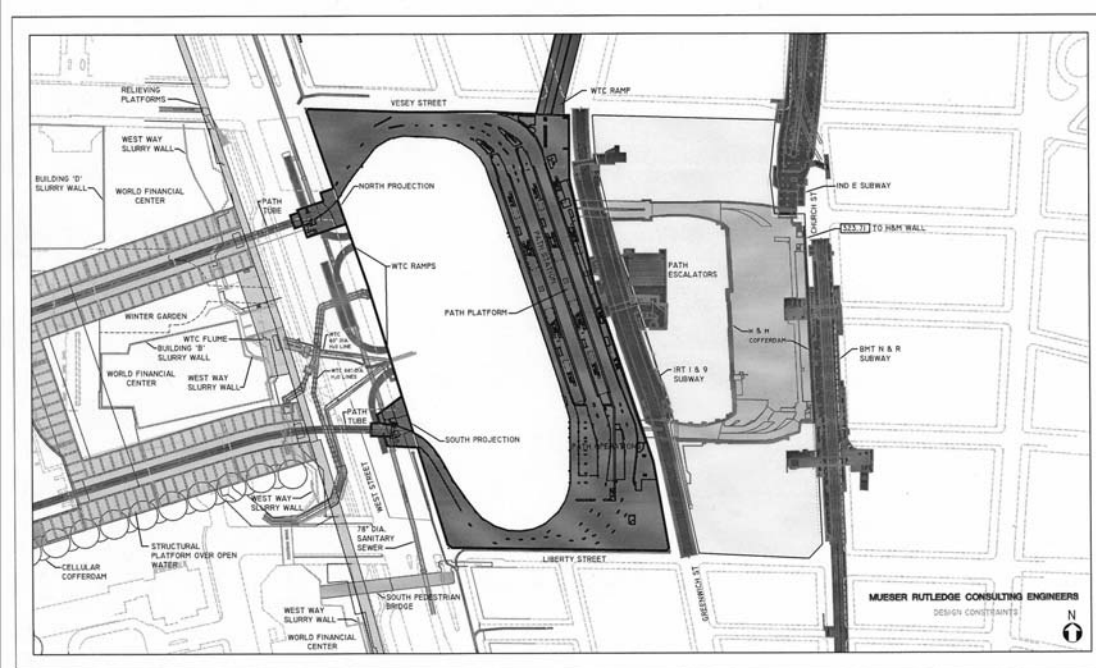 RELIEVING
PLATFORMS
VESEY STREET
WTC RAMP
WEST WAY
SLURRY WALL
BUILDING 'D'
SLURRY WALL
WORLD FINANCIAL
CENTER
PATH
TUBE
NORTH PROJECTION
IND E SUBWAY
CHURCH ST
TO H&M WALL
WTC RAMPS
PATH STATION
PATH
ESCALATORS
WINTER GARDEN
PATH PLATFORM
WTC FLUME
BUILDING 'B'
SLURRY WALL
H & M
COFFERDAM
WORLD FINANCIAL
CENTER
WEST WAY
SLURRY WALL
BMT N & R
SUBWAY
IRT 1 & 9
SUBWAY
PATH
TUBE
SOUTH PROJECTION
WEST STREET
WEST WAY
SLURRY WALL
78" DIA.
SANITARY
SEWER
STRUCTURAL
PLATFORM OVER OPEN
WATER
CELLULAR
COFFERDAM
LIBERTY STREET
GREENWICH ST
SOUTH PEDESTRIAN
BRIDGE
WEST WAY
SLURRY WALL
WORLD FINANCIAL
CENTER
MUESER RUTLEDGE CONSULTING ENGINEERS
DESIGN CONSTRAINTS
N